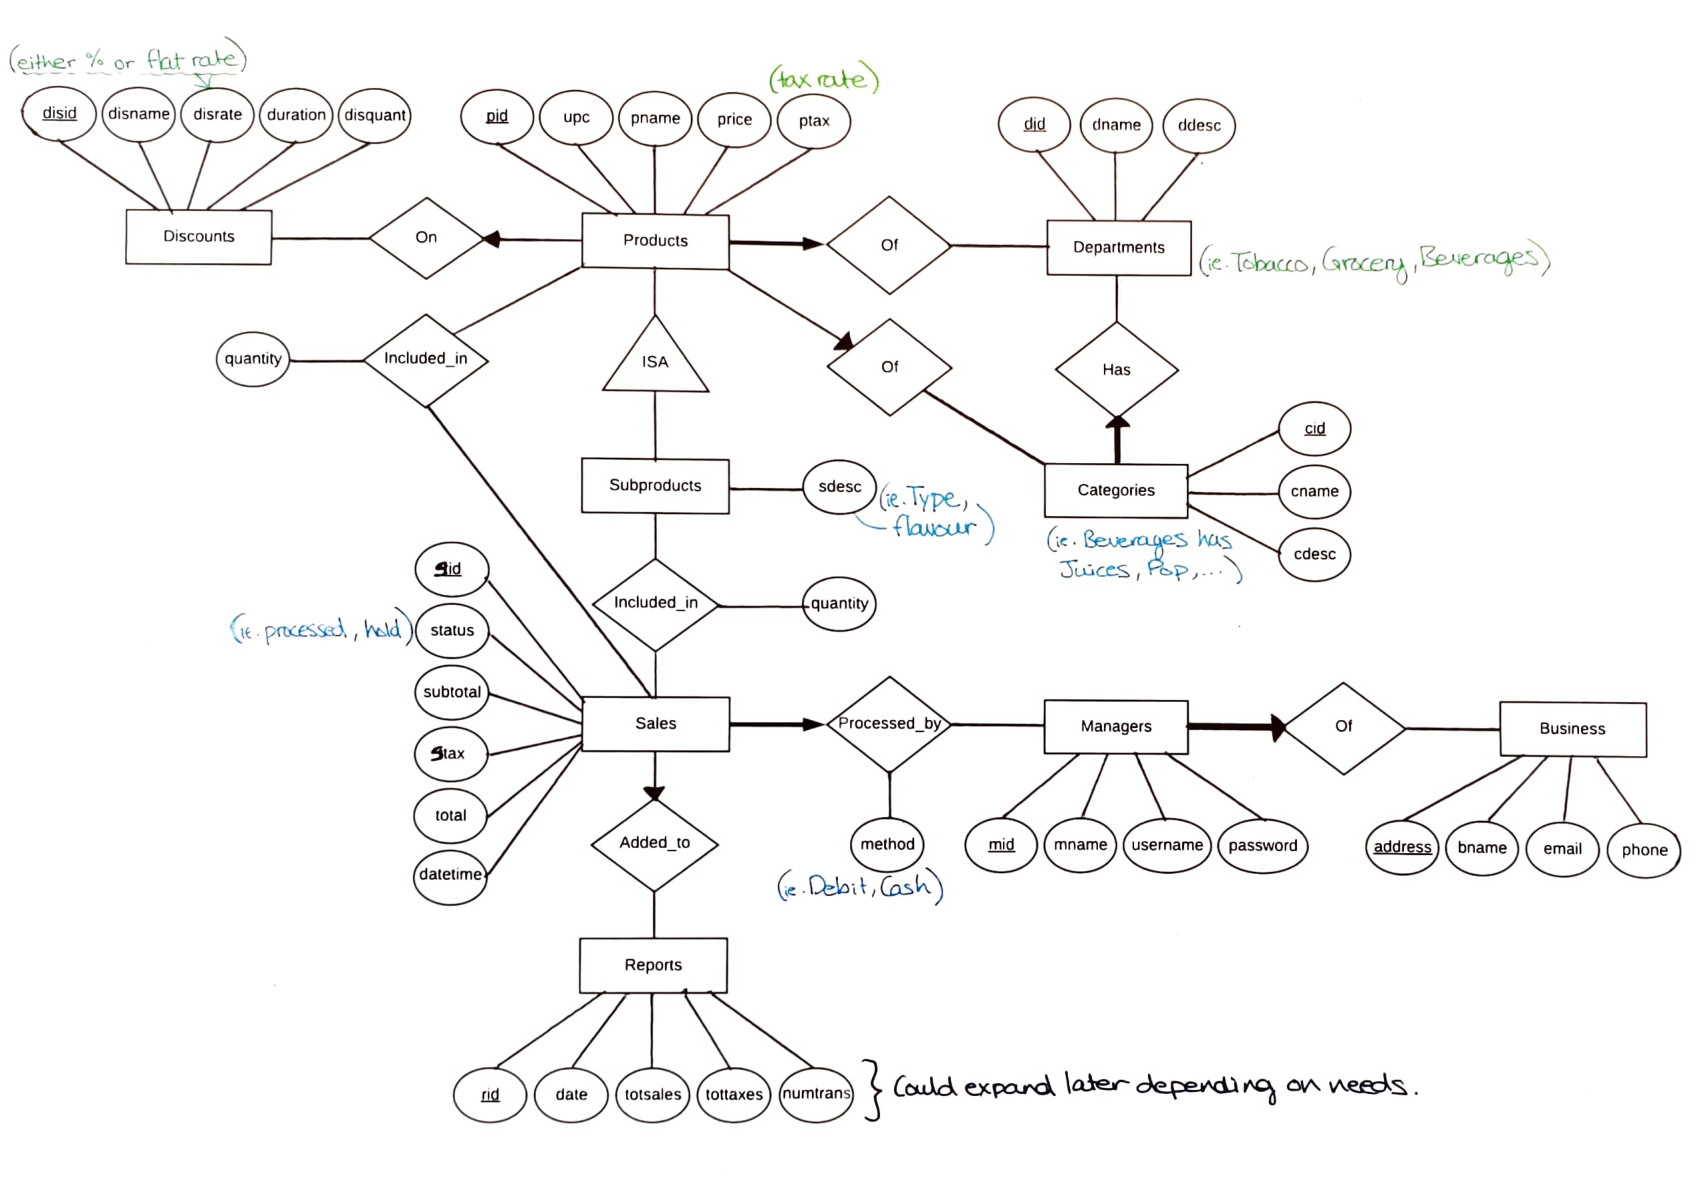 (either % or flat rate)
(tax rate)
disid
disname
disrate
duration
disquant
pid
upc
pname
price
ptax
did
dname
ddesc
Discounts
On
Products
Of
Departments
(ie. Tobacco, Grocery, Beverages)
quantity
Included_in
ISA
Of
Has
cid
Subproducts
sdesc
(ie. Type,
flavour)
Categories
cname
(ie. Beverages has
Juices, Pop, ...)
cdesc
sid
Included_in
quantity
(ie. processed, hold)
status
subtotal
stax
total
datetime
Sales
Processed_by
Managers
Of
Business
Added_to
method
(ie. Debit, Cash)
mid
mname
username
password
address
bname
email
phone
Reports
rid
date
totsales
tottaxes
numtrans
} Could expand later depending on needs.